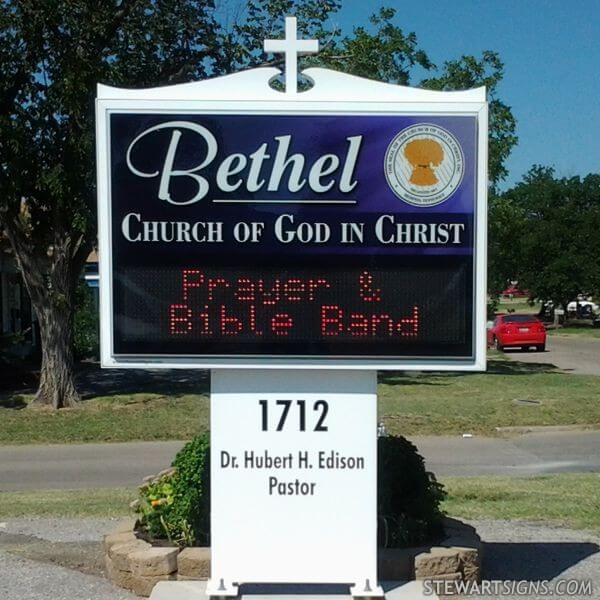 Bethel
CHURCH OF GOD IN CHRIST
Prayer &
Bible Band
1712
Dr. Hubert H. Edison
Pastor
STEWARTSIGNS.COM